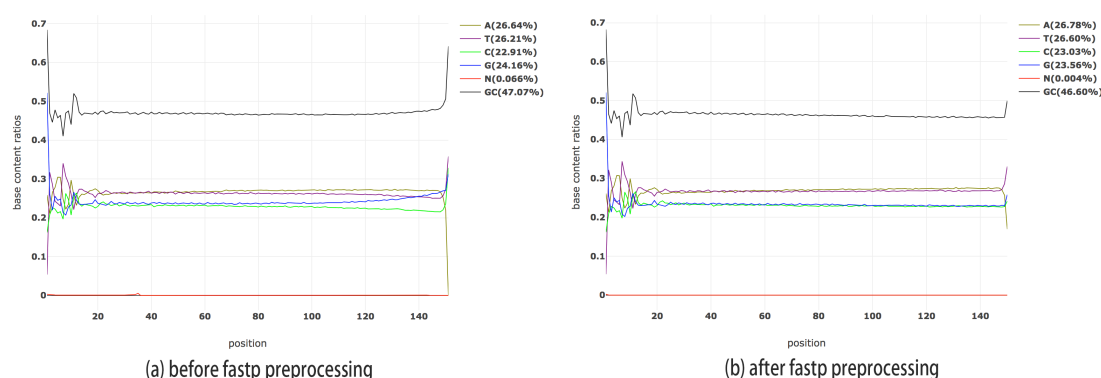 0.7
0.6
0.5
0.4
0.3
0.2
0.1
0
base content ratios
20
40
60
80
100
120
140
position
A(26.64%)
T(26.21%)
C(22.91%)
G(24.16%)
N(0.066%)
GC(47.07%)
(a) before fastp preprocessing
0.7
0.6
0.5
0.4
0.3
0.2
0.1
0
base content ratios
20
40
60
80
100
120
140
position
A(26.78%)
T(26.60%)
C(23.03%)
G(23.56%)
N(0.004%)
GC(46.60%)
(b) after fastp preprocessing